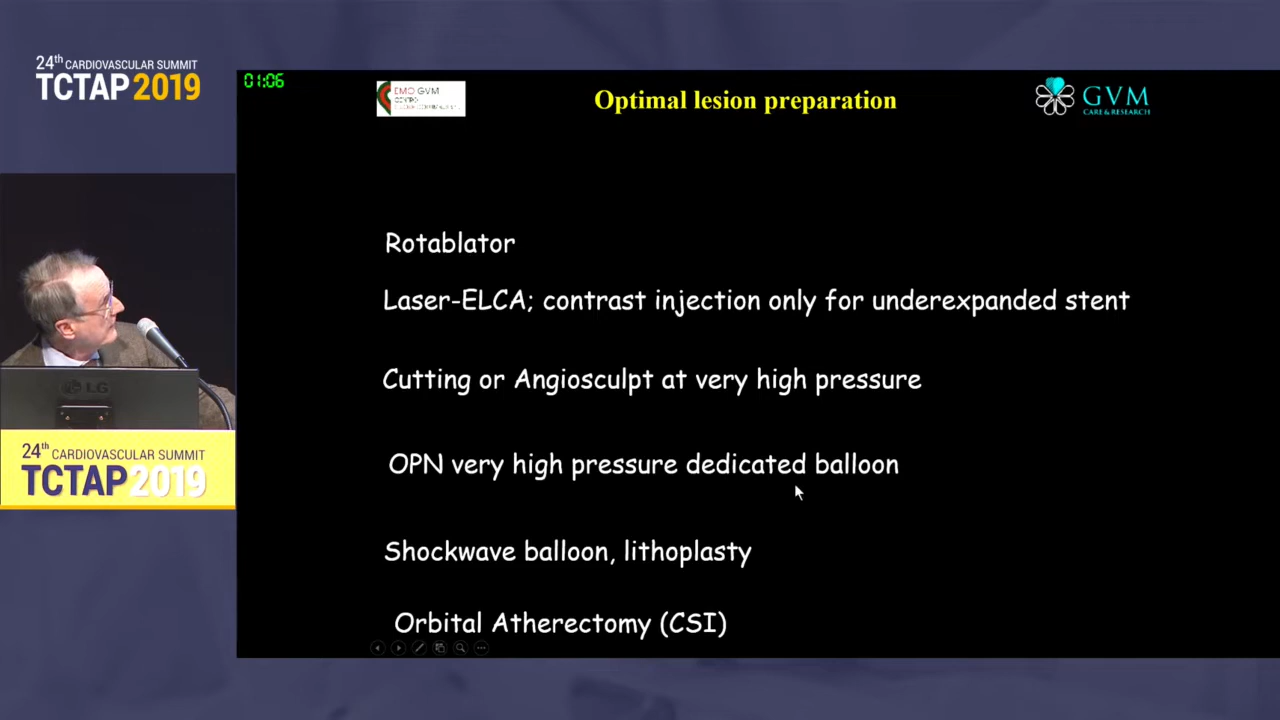 24th CARDIOVASCULAR SUMMIT
TCTAP 2019
01:06
EMO GVM
CENTRO
Optimal lesion preparation
GVM
CARE & RESEARCH
Rotablator
Laser-ELCA; contrast injection only for underexpanded stent
Cutting or Angiosculpt at very high pressure
OPN very high pressure dedicated balloon
Shockwave balloon, lithoplasty
Orbital Atherectomy (CSI)
LG
24th CARDIOVASCULAR SUMMIT
TCTAP 2019